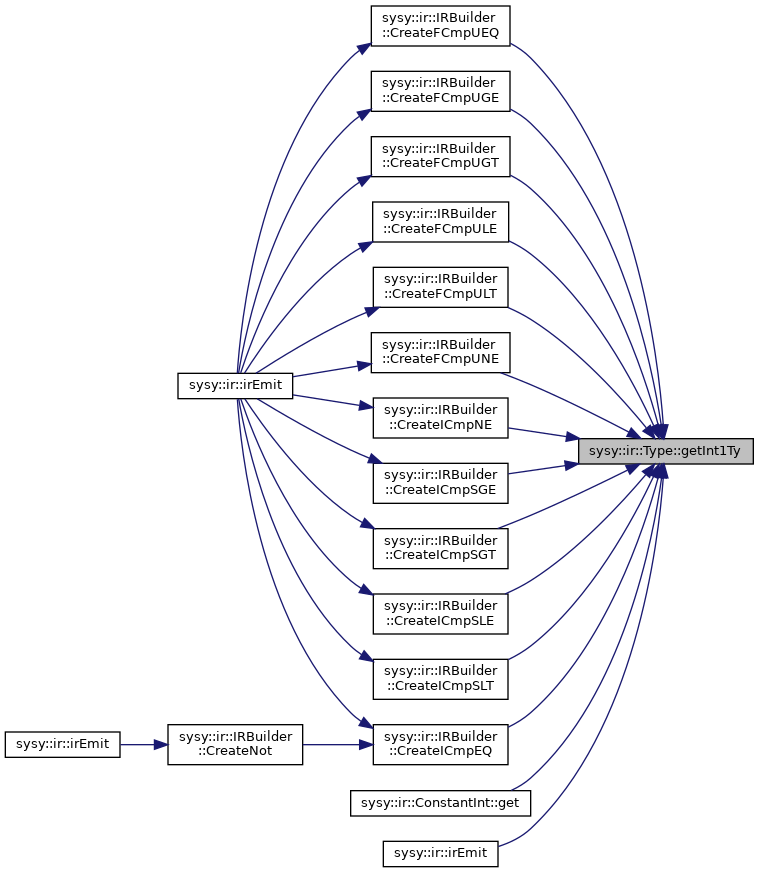 sysy::ir::IRBuilder
::CreateFCmpUEQ
sysy::ir::IRBuilder
::CreateFCmpUGE
sysy::ir::IRBuilder
::CreateFCmpUGT
sysy::ir::IRBuilder
::CreateFCmpULE
sysy::ir::IRBuilder
::CreateFCmpULT
sysy::ir::IRBuilder
::CreateFCmpUNE
sysy::ir::irEmit
sysy::ir::IRBuilder
::CreateICmpNE
sysy::ir::Type::getInt1Ty
sysy::ir::IRBuilder
::CreateICmpSGE
sysy::ir::IRBuilder
::CreateICmpSGT
sysy::ir::IRBuilder
::CreateICmpSLE
sysy::ir::IRBuilder
::CreateICmpSLT
sysy::ir::irEmit
sysy::ir::IRBuilder
::CreateNot
sysy::ir::IRBuilder
::CreateICmpEQ
sysy::ir::ConstantInt::get
sysy::ir::irEmit